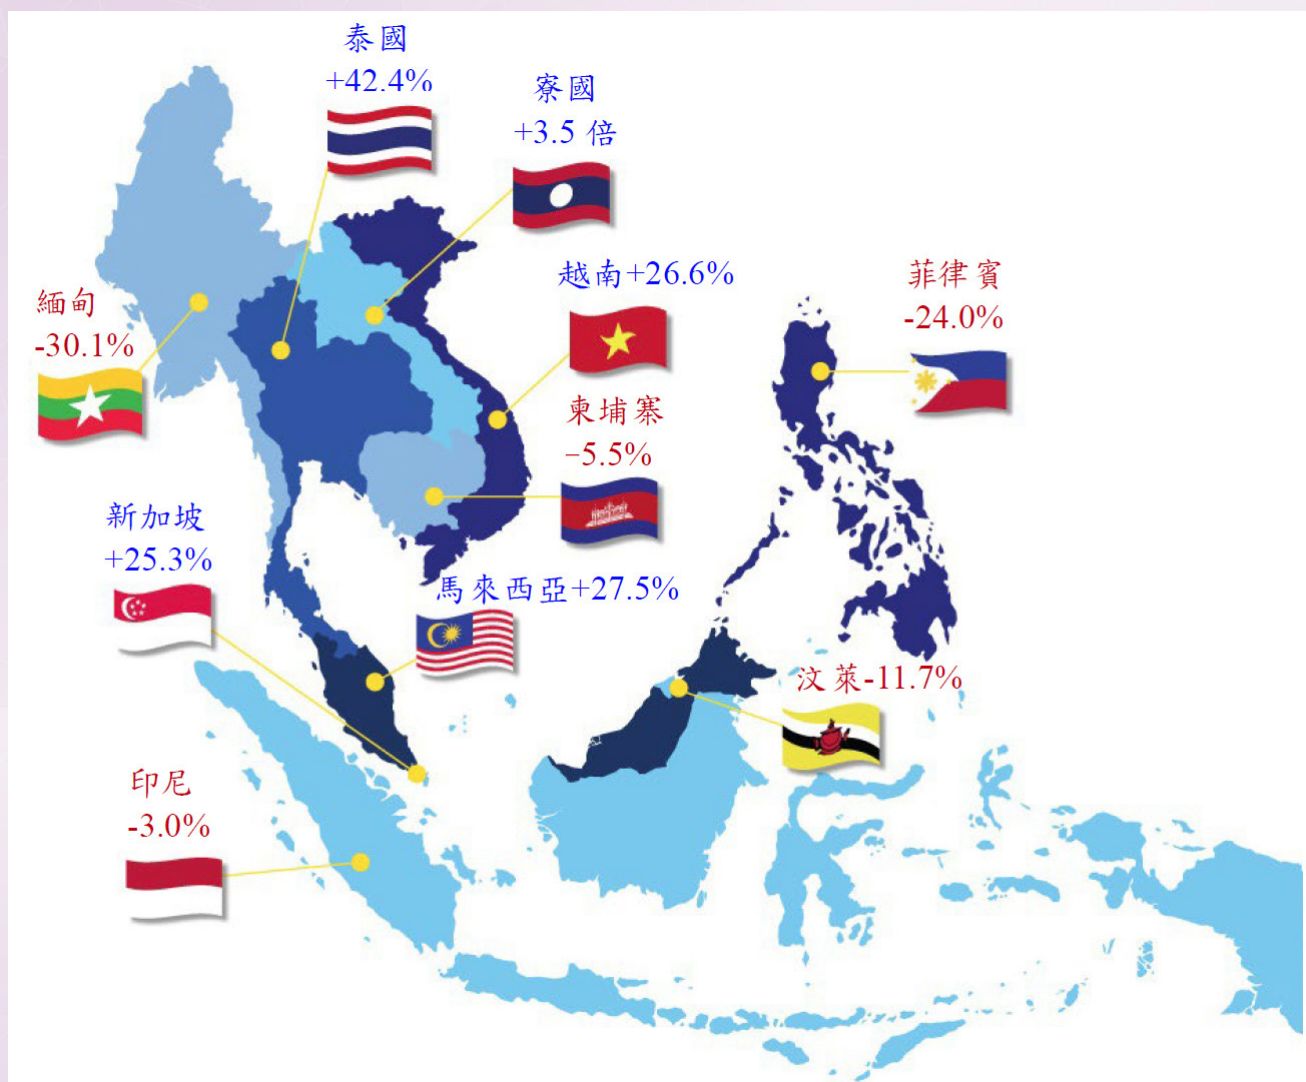 泰國
+42.4%
寮國
+3.5 倍
越南+26.6%
菲律賓
-24.0%
緬甸
-30.1%
柬埔寨
-5.5%
新加坡
+25.3%
馬來西亞+27.5%
汶萊-11.7%
印尼
-3.0%